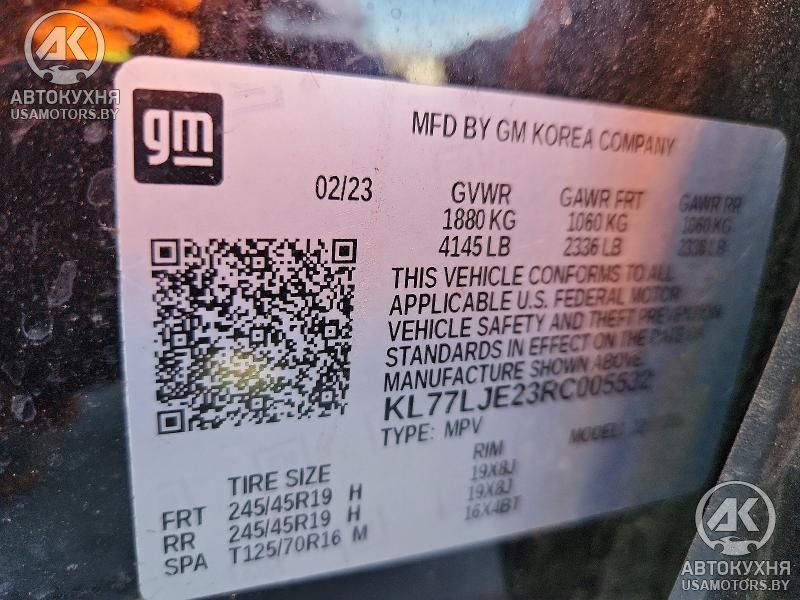 AK
АВТОКУХНЯ
USAMOTORS.BY
gm
MFD BY GM KOREA COMPANY
02/23 GVWR GAWR FRT GAWR RR
1880 KG 1060 KG 1060 KG
4145 LB 2336 LB 2336 LB
THIS VEHICLE CONFORMS TO ALL
APPLICABLE U.S. FEDERAL MOTOR
VEHICLE SAFETY AND THEFT PREVENTION
STANDARDS IN EFFECT ON THE DATE OF
MANUFACTURE SHOWN ABOVE.
TYPE: MPV MODEL:
TIRE SIZE RIM
FRT 245/45R19 H 19X8J
RR 245/45R19 H 19X8J
SPA T125/70R16 M 16X4BT
AK
АВТОКУХНЯ
USAMOTORS.BY